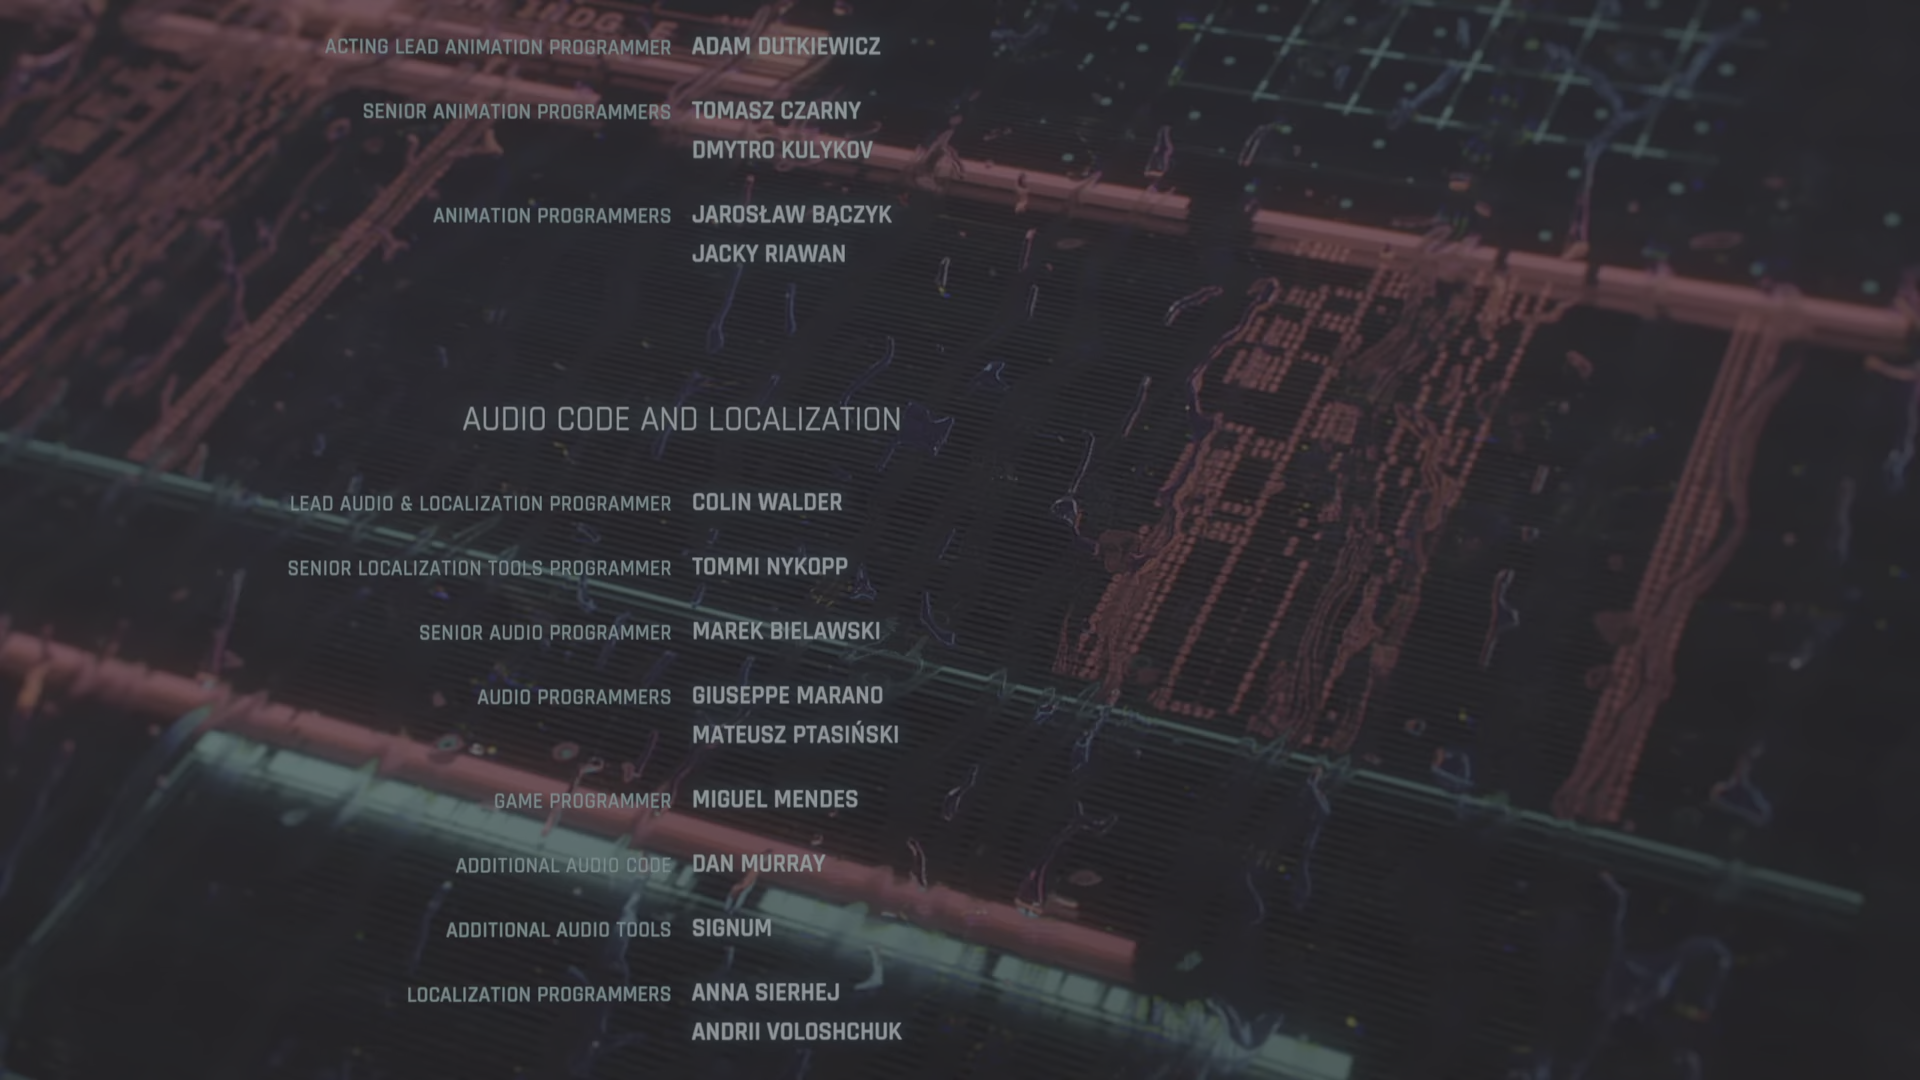 ACTING LEAD ANIMATION PROGRAMMER ADAM DUTKIEWICZ
SENIOR ANIMATION PROGRAMMERS TOMASZ CZARNY
DMYTRO KULYKOV
ANIMATION PROGRAMMERS JAROSŁAW BĄCZYK
JACKY RIAWAN
AUDIO CODE AND LOCALIZATION
LEAD AUDIO & LOCALIZATION PROGRAMMER COLIN WALDER
SENIOR LOCALIZATION TOOLS PROGRAMMER TOMMI NYKOPP
SENIOR AUDIO PROGRAMMER MAREK BIELAWSKI
AUDIO PROGRAMMERS GIUSEPPE MARANO
MATEUSZ PTASIŃSKI
GAME PROGRAMMER MIGUEL MENDES
ADDITIONAL AUDIO CODE DAN MURRAY
ADDITIONAL AUDIO TOOLS SIGNUM
LOCALIZATION PROGRAMMERS ANNA SIERHEJ
ANDRII VOLOSHCHUK